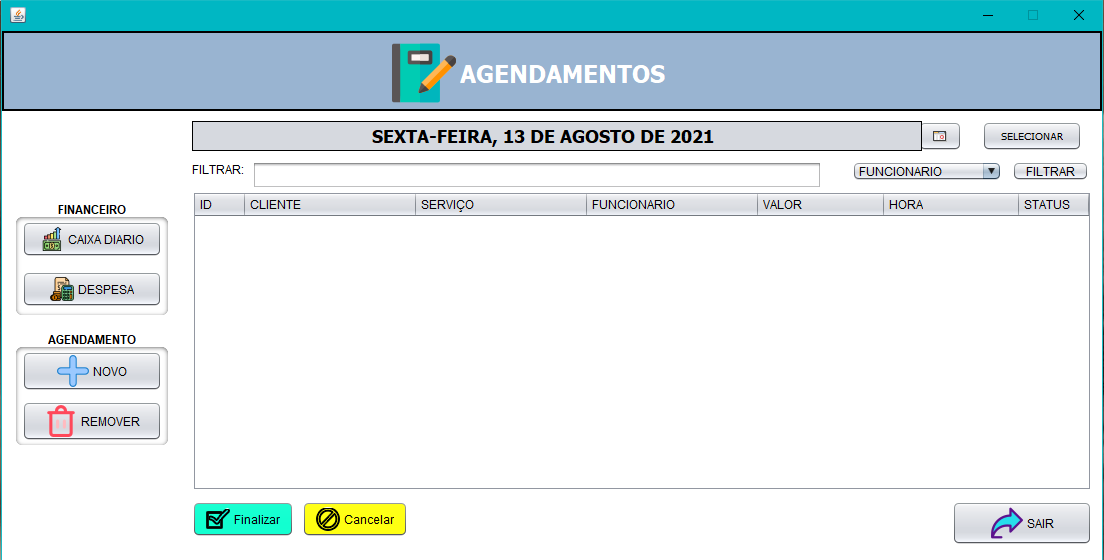 AGENDAMENTOS
SEXTA-FEIRA, 13 DE AGOSTO DE 2021
SELECIONAR
FILTRAR:
FUNCIONARIO
FILTRAR
ID CLIENTE SERVIÇO FUNCIONARIO VALOR HORA STATUS
FINANCEIRO
CAIXA DIARIO
DESPESA
AGENDAMENTO
NOVO
REMOVER
Finalizar
Cancelar
SAIR